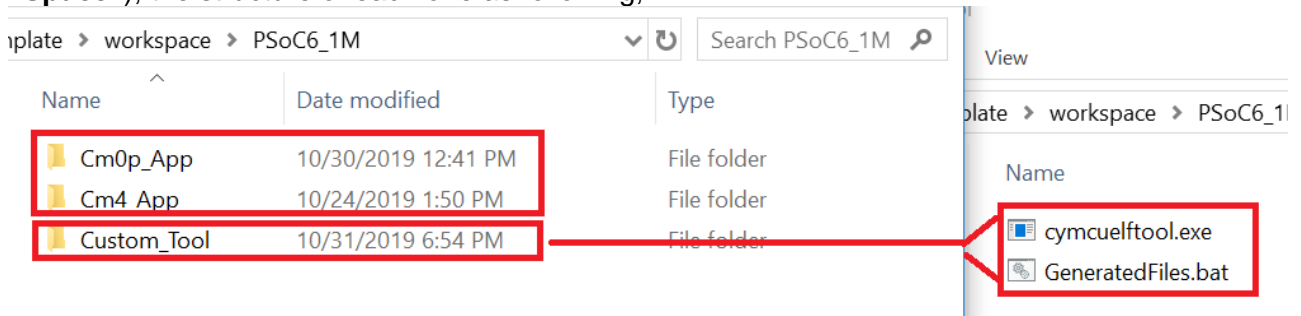 nplate > workspace > PSoC6_1M
Search PSoC6_1M
Name Date modified Type
Cm0p_App 10/30/2019 12:41 PM File folder
Cm4_App 10/24/2019 1:50 PM File folder
Custom_Tool 10/31/2019 6:54 PM File folder
View
plate > workspace > PSoC6_1
Name
cymcuelftool.exe
GeneratedFiles.bat